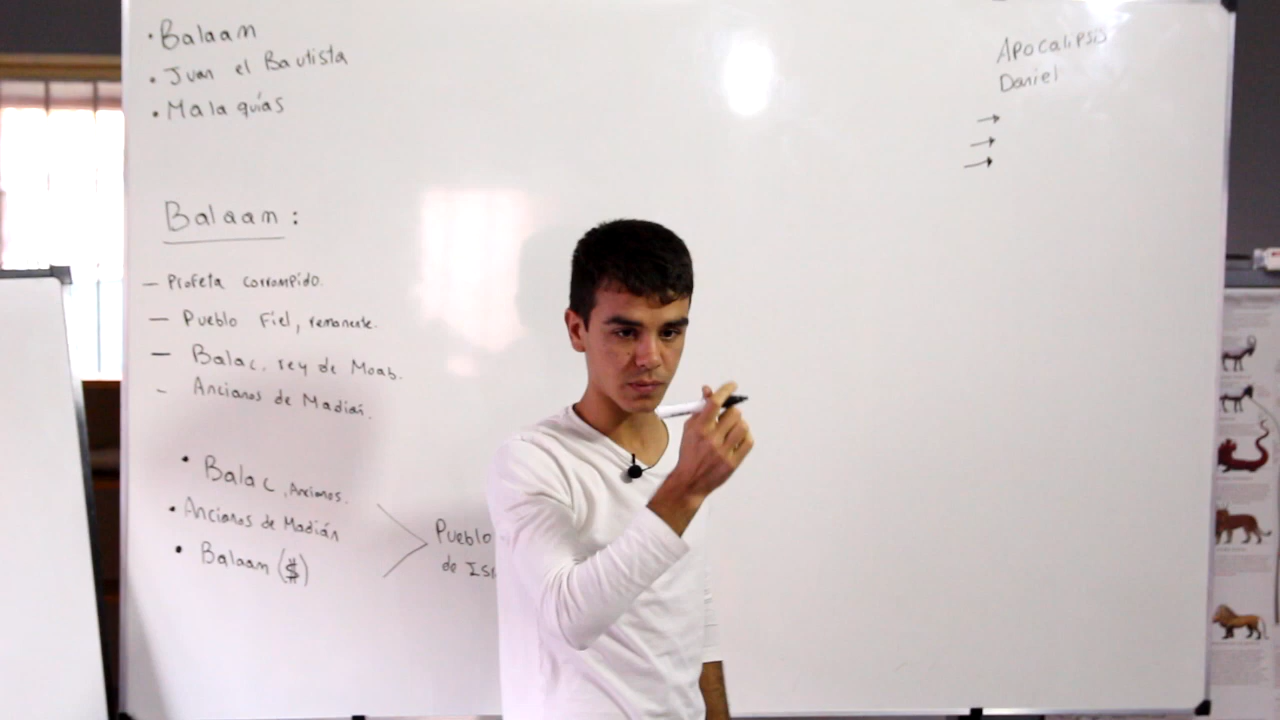 • Balaam
• Juan el Bautista
• Malaquías
Balaam :
— Profeta corrompido.
— Pueblo Fiel, remanente.
— Balac, rey de Moab.
- Ancianos de Madián.
• Balac, Ancianos.
• Ancianos de Madián
• Balaam ($)
Pueblo
de Isr
Apocalipsis
Daniel
→
→
→